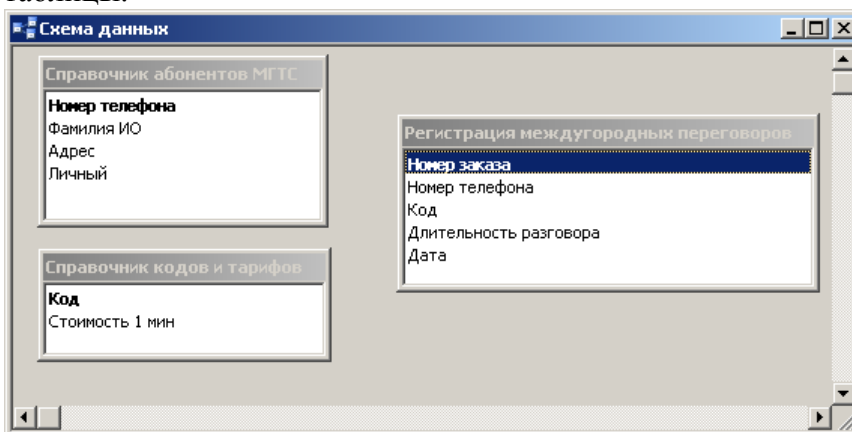 таблицы.
Схема данных
Справочник абонентов МГТС
Номер телефона
Фамилия ИО
Адрес
Личный
Регистрация междугородных переговоров
Номер заказа
Номер телефона
Код
Длительность разговора
Дата
Справочник кодов и тарифов
Код
Стоимость 1 мин